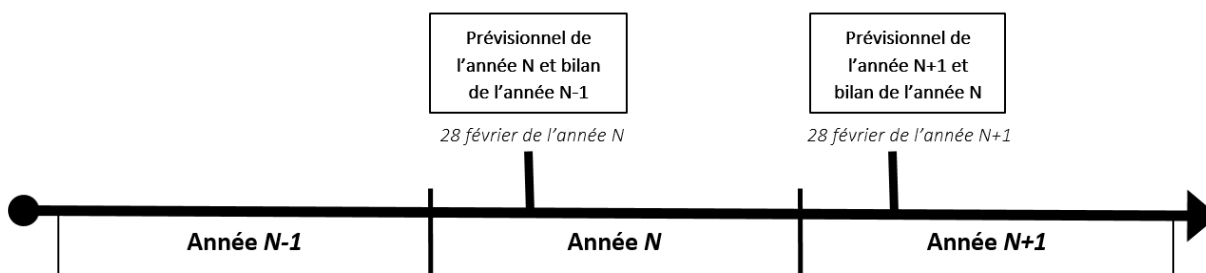 Prévisionnel de
l'année N et bilan
de l'année N-1
28 février de l'année N
Prévisionnel de
l'année N+1 et
bilan de l'année N
28 février de l'année N+1
Année N-1
Année N
Année N+1